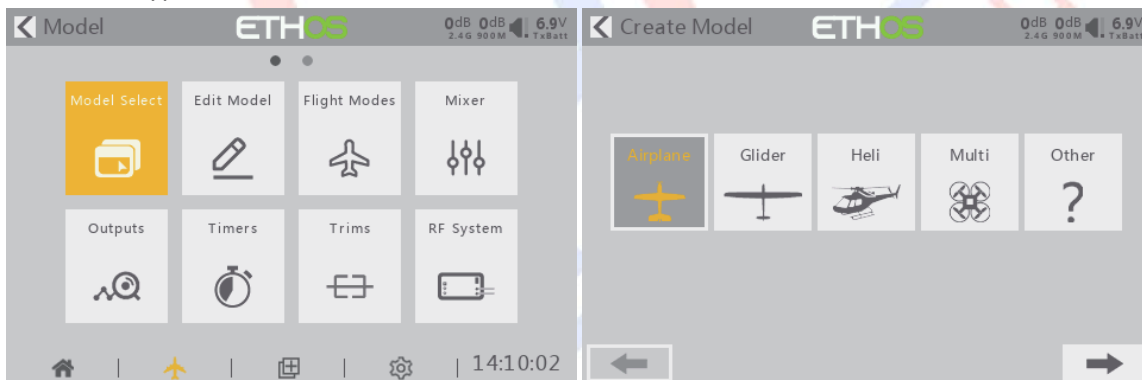 Model
ETHOS
0dB 0dB 6.9V
2.4G 900M TxBatt
Model Select
Edit Model
Flight Modes
Mixer
Outputs
Timers
Trims
RF System
14:10:02
Create Model
ETHOS
0dB 0dB 6.9V
2.4G 900M TxBatt
Airplane
Glider
Heli
Multi
Other
?